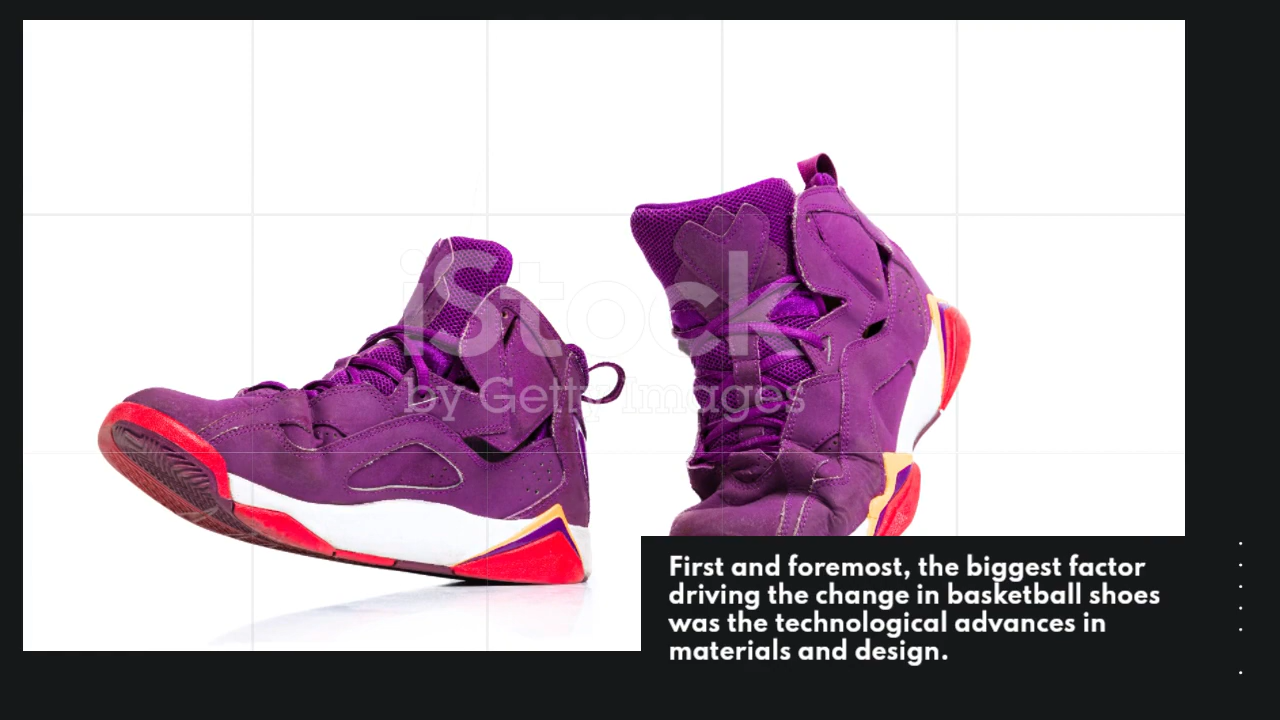 iStock
by Getty Images
First and foremost, the biggest factor
driving the change in basketball shoes
was the technological advances in
materials and design.